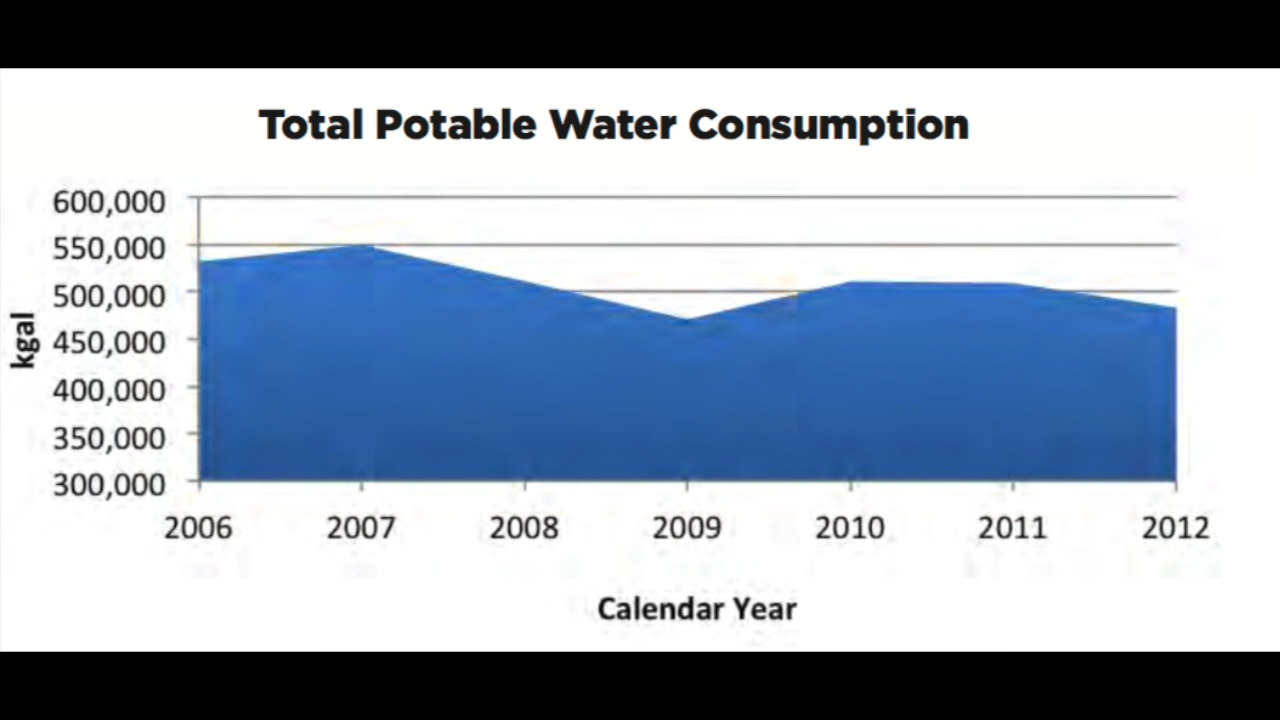 Total Potable Water Consumption
600,000
550,000
500,000
450,000
400,000
350,000
300,000
kgal
2006 2007 2008 2009 2010 2011 2012
Calendar Year